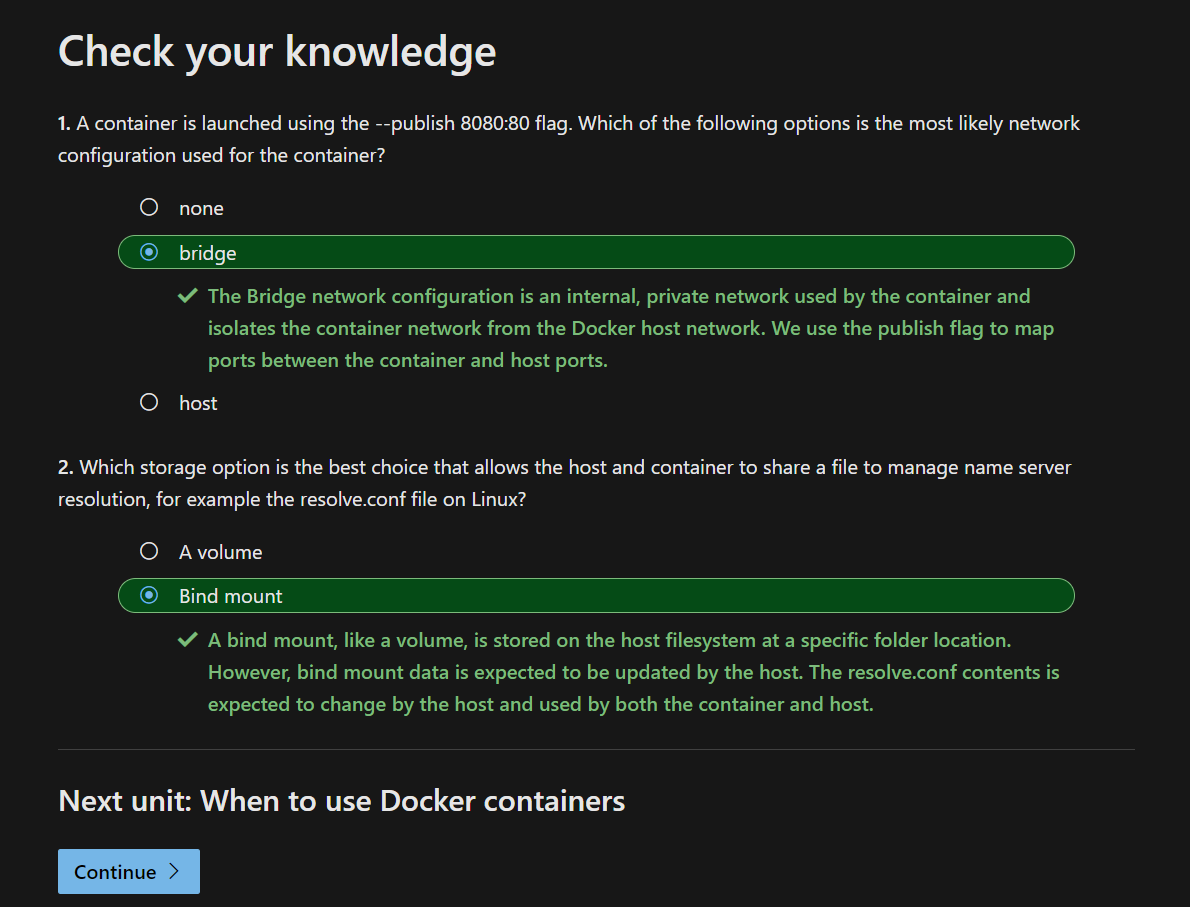 Check your knowledge
1. A container is launched using the --publish 8080:80 flag. Which of the following options is the most likely network
configuration used for the container?
none
bridge
The Bridge network configuration is an internal, private network used by the container and
isolates the container network from the Docker host network. We use the publish flag to map
ports between the container and host ports.
host
2. Which storage option is the best choice that allows the host and container to share a file to manage name server
resolution, for example the resolve.conf file on Linux?
A volume
Bind mount
A bind mount, like a volume, is stored on the host filesystem at a specific folder location.
However, bind mount data is expected to be updated by the host. The resolve.conf contents is
expected to change by the host and used by both the container and host.
Next unit: When to use Docker containers
Continue